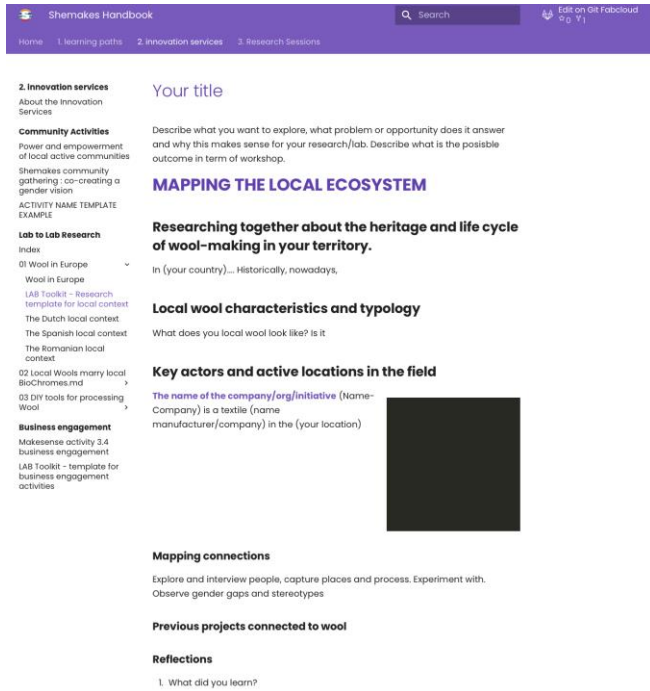 Shemakes Handbook
Search
Edit on Git Fabcloud
0 1
Home 1. learning paths 2. innovation services 3. Research Sessions
2. Innovation services
About the Innovation
Services
Community Activities
Power and empowerment
of local active communities
Shemakes community
gathering : co-creating a
gender vision
ACTIVITY NAME TEMPLATE
EXAMPLE
Lab to Lab Research
Index
01 Wool in Europe
Wool in Europe
LAB Toolkit - Research
template for local context
The Dutch local context
The Spanish local context
The Romanian local
context
02 Local Wools marry local
BioChromes.md
03 DIY tools for processing
Wool
Business engagement
Makesense activity 3.4
business engagement
LAB Toolkit - template for
business engagement
activities
Your title
Describe what you want to explore, what problem or opportunity does it answer
and why this makes sense for your research/lab. Describe what is the posisble
outcome in term of workshop.
MAPPING THE LOCAL ECOSYSTEM
Researching together about the heritage and life cycle
of wool-making in your territory.
In (your country).... Historically, nowadays,
Local wool characteristics and typology
What does you local wool look like? Is it
Key actors and active locations in the field
The name of the company/org/initiative (Name-
Company) is a textile (name
manufacturer/company) in the (your location)
Mapping connections
Explore and interview people, capture places and process. Experiment with.
Observe gender gaps and stereotypes
Previous projects connected to wool
Reflections
1. What did you learn?